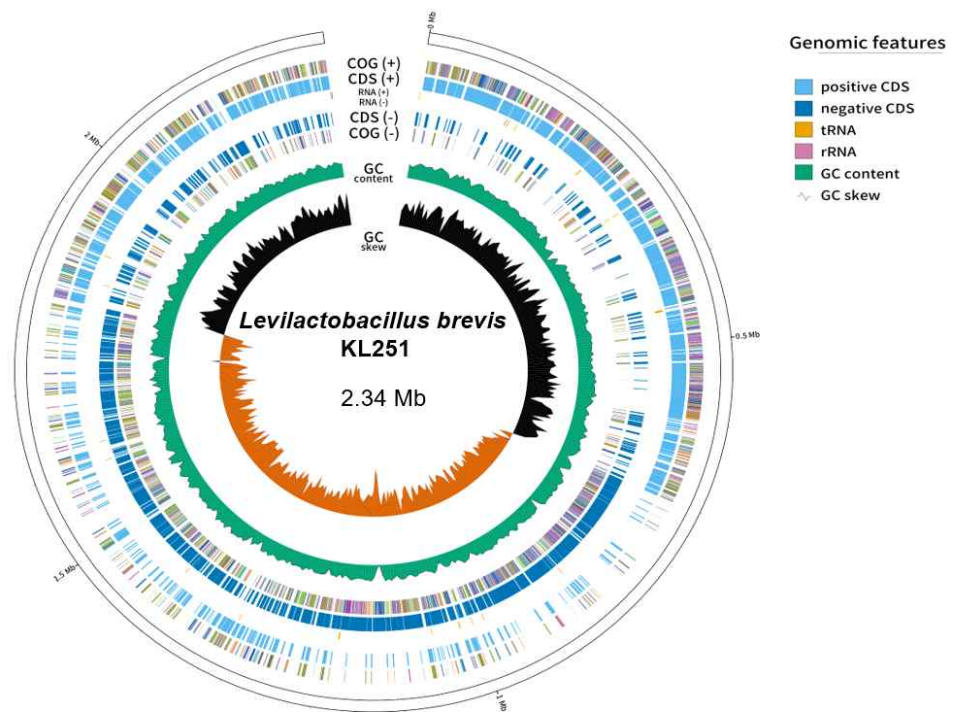 0 Mb
COG (+)
CDS (+)
RNA (+)
RNA (-)
CDS (-)
COG (-)
GC
content
GC
skew
Levilactobacillus brevis
KL251
2.34 Mb
2 Mb
0.5 Mb
1.5 Mb
1 Mb
Genomic features
positive CDS
negative CDS
tRNA
rRNA
GC content
GC skew